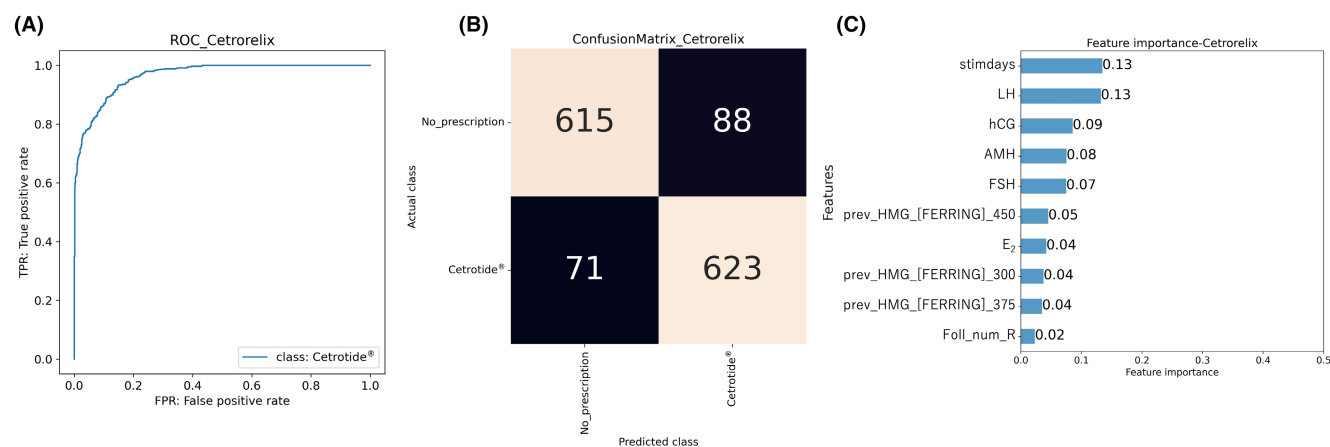 (A)
ROC_Cetrorelix
1.0
0.8
0.6
0.4
0.2
0.0
TPR: True positive rate
class: Cetrotide®
0.0 0.2 0.4 0.6 0.8 1.0
FPR: False positive rate
(B)
ConfusionMatrix_Cetrorelix
No_prescription
615 88
Actual class
Cetrotide®
71 623
No_prescription
Cetrotide®
Predicted class
(C)
Feature importance-Cetrorelix
Features
stimdays 0.13
LH 0.13
hCG 0.09
AMH 0.08
FSH 0.07
prev_HMG_[FERRING]_450 0.05
E₂ 0.04
prev_HMG_[FERRING]_300 0.04
prev_HMG_[FERRING]_375 0.04
Foll_num_R 0.02
0.0 0.1 0.2 0.3 0.4 0.5
Feature importance